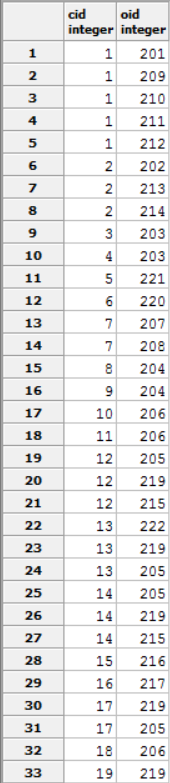 cid integer oid integer
1 1 201
2 1 209
3 1 210
4 1 211
5 1 212
6 2 202
7 2 213
8 2 214
9 3 203
10 4 203
11 5 221
12 6 220
13 7 207
14 7 208
15 8 204
16 9 204
17 10 206
18 11 206
19 12 205
20 12 219
21 12 215
22 13 222
23 13 219
24 13 205
25 14 205
26 14 219
27 14 215
28 15 216
29 16 217
30 17 219
31 17 205
32 18 206
33 19 219